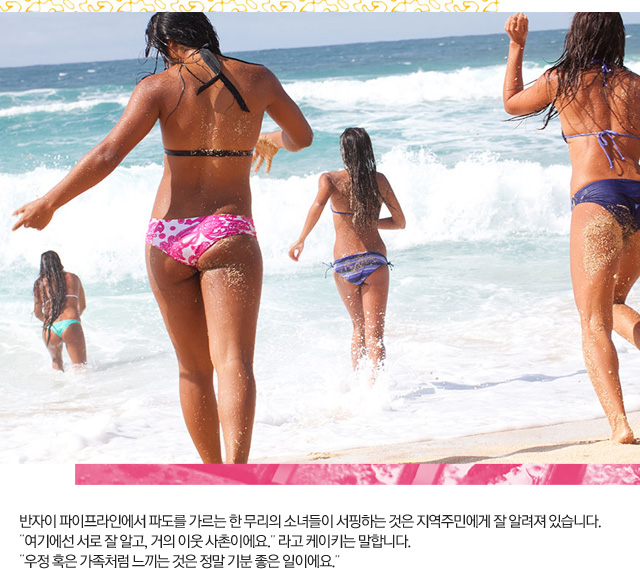 반자이 파이프라인에서 파도를 가르는 한 무리의 소녀들이 서핑하는 것은 지역주민에게 잘 알려져 있습니다.
¨여기에선 서로 잘 알고, 거의 이웃 사촌이에요.¨ 라고 케이키는 말합니다.
¨우정 혹은 가족처럼 느끼는 것은 정말 기분 좋은 일이에요.¨